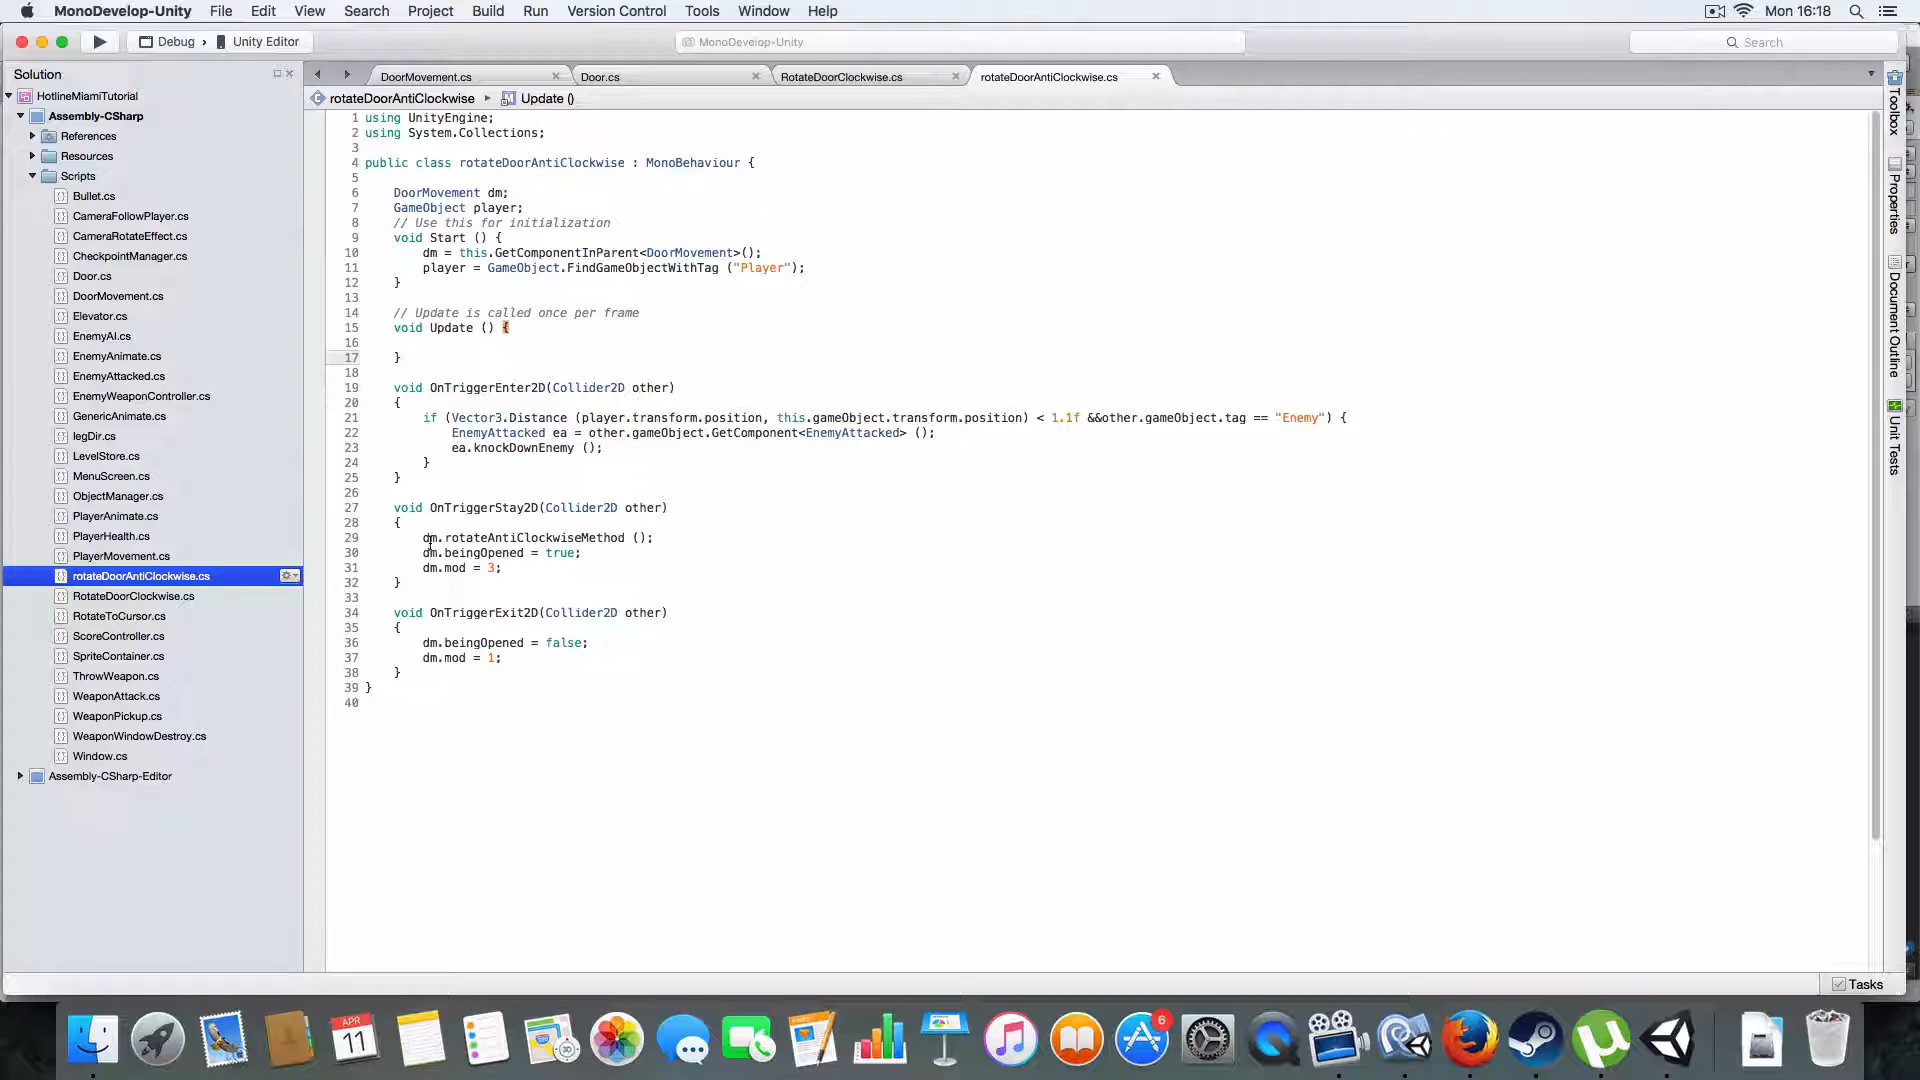 MonoDevelop-Unity File Edit View Search Project Build Run Version Control Tools Window Help Mon 16:18
Debug › Unity Editor MonoDevelop-Unity Search
Solution
HotlineMiamiTutorial
Assembly-CSharp
References
Resources
Scripts
Bullet.cs
CameraFollowPlayer.cs
CameraRotateEffect.cs
CheckpointManager.cs
Door.cs
DoorMovement.cs
Elevator.cs
EnemyAI.cs
EnemyAnimate.cs
EnemyAttacked.cs
EnemyWeaponController.cs
GenericAnimate.cs
legDir.cs
LevelStore.cs
MenuScreen.cs
ObjectManager.cs
PlayerAnimate.cs
PlayerHealth.cs
PlayerMovement.cs
rotateDoorAntiClockwise.cs
RotateDoorClockwise.cs
RotateToCursor.cs
ScoreController.cs
SpriteContainer.cs
ThrowWeapon.cs
WeaponAttack.cs
WeaponPickup.cs
WeaponWindowDestroy.cs
Window.cs
Assembly-CSharp-Editor
DoorMovement.cs Door.cs RotateDoorClockwise.cs rotateDoorAntiClockwise.cs
rotateDoorAntiClockwise Update ()
1 using UnityEngine;
2 using System.Collections;
3
4 public class rotateDoorAntiClockwise : MonoBehaviour {
5
6 DoorMovement dm;
7 GameObject player;
8 // Use this for initialization
9 void Start () {
10 dm = this.GetComponentInParent<DoorMovement>();
11 player = GameObject.FindGameObjectWithTag ("Player");
12 }
13
14 // Update is called once per frame
15 void Update () {
16
17 }
18
19 void OnTriggerEnter2D(Collider2D other)
20 {
21 if (Vector3.Distance (player.transform.position, this.gameObject.transform.position) < 1.1f &&other.gameObject.tag == "Enemy") {
22 EnemyAttacked ea = other.gameObject.GetComponent<EnemyAttacked> ();
23 ea.knockDownEnemy ();
24 }
25 }
26
27 void OnTriggerStay2D(Collider2D other)
28 {
29 dm.rotateAntiClockwiseMethod ();
30 dm.beingOpened = true;
31 dm.mod = 3;
32 }
33
34 void OnTriggerExit2D(Collider2D other)
35 {
36 dm.beingOpened = false;
37 dm.mod = 1;
38 }
39 }
40
Toolbox
Properties
Document Outline
Unit Tests
Tasks
APR
11
6